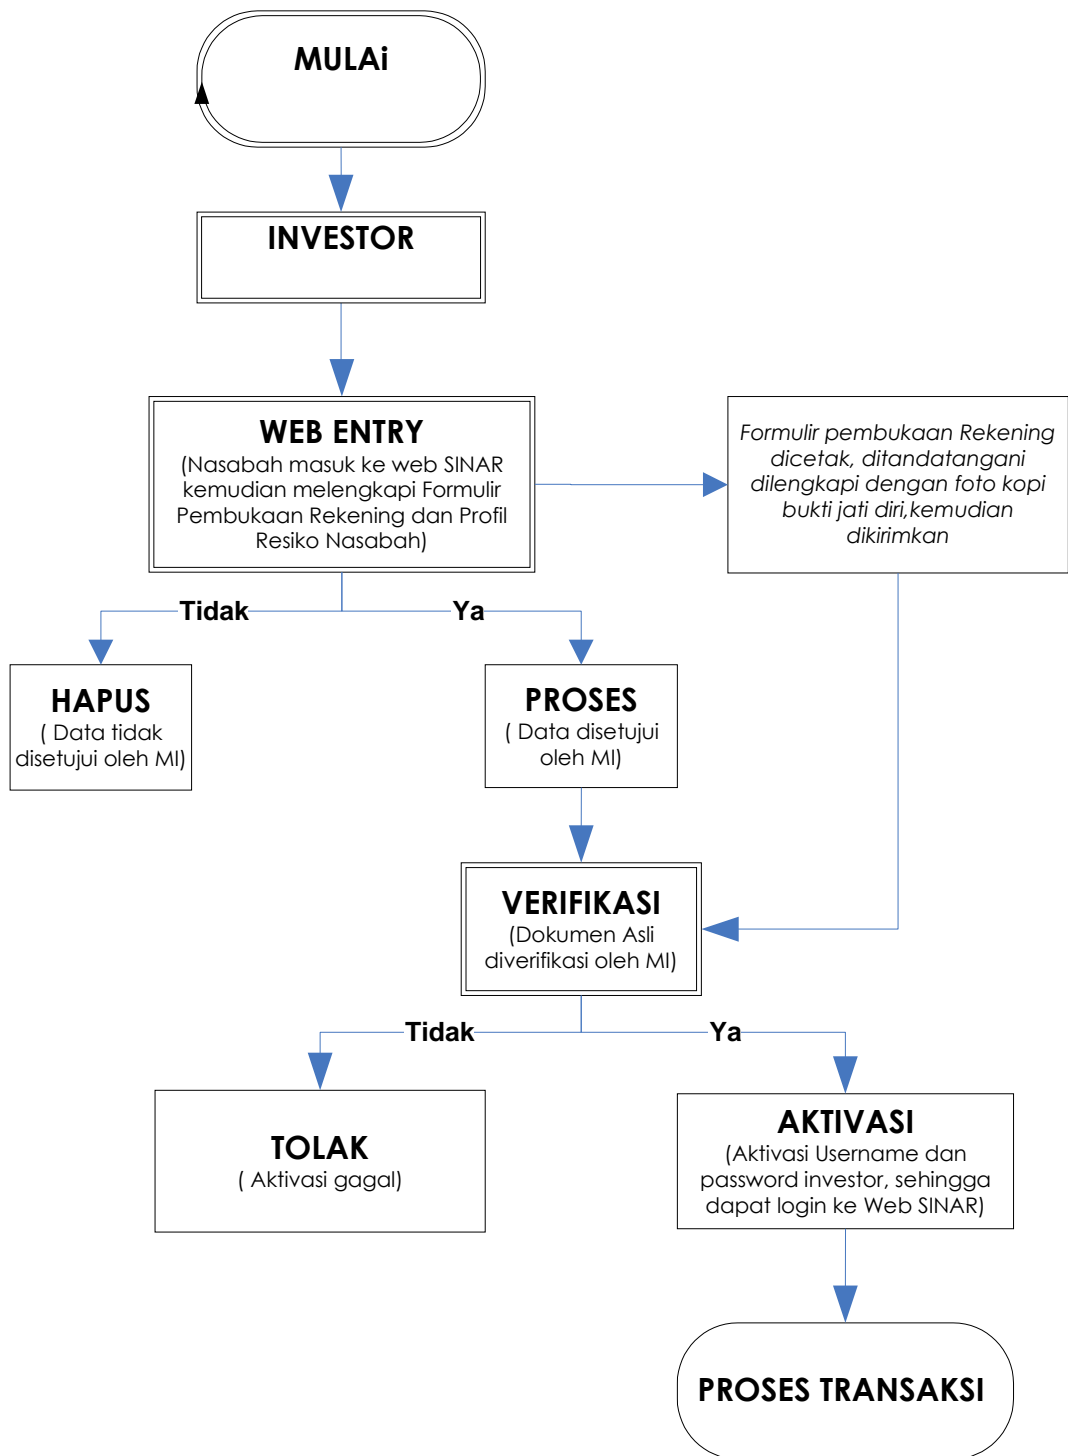 MULAi
INVESTOR
WEB ENTRY
(Nasabah masuk ke web SINAR
kemudian melengkapi Formulir
Pembukaan Rekening dan Profil
Resiko Nasabah)
Formulir pembukaan Rekening
dicetak, ditandatangani
dilengkapi dengan foto kopi
bukti jati diri,kemudian
dikirimkan
Tidak
Ya
HAPUS
( Data tidak
disetujui oleh MI)
PROSES
( Data disetujui
oleh MI)
VERIFIKASI
(Dokumen Asli
diverifikasi oleh MI)
Tidak
Ya
TOLAK
( Aktivasi gagal)
AKTIVASI
(Aktivasi Username dan
password investor, sehingga
dapat login ke Web SINAR)
PROSES TRANSAKSI